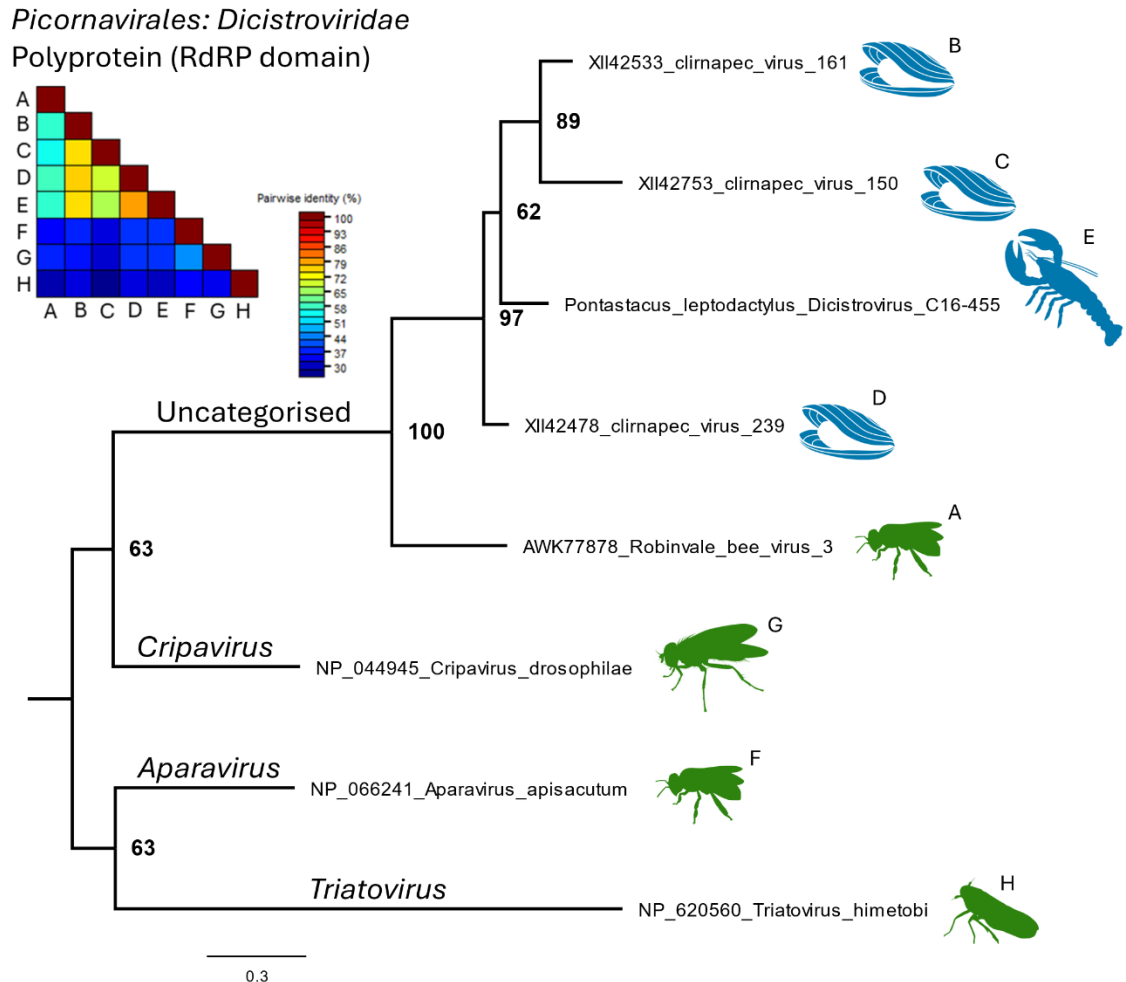 Picornavirales: Dicistroviridae
Polyprotein (RdRP domain)
A
B
C
D
E
F
G
H
A B C D E F G H
Pairwise identity (%)
100
93
86
79
72
65
58
51
44
37
30
XII42533_clirnapec_virus_161
B
89
XII42753_clirnapec_virus_150
C
62
E
Pontastacus_leptodactylus_Dicistrovirus_C16-455
97
D
XII42478_clirnapec_virus_239
Uncategorised
100
A
AWK77878_Robinvale_bee_virus_3
63
G
Cripavirus
NP_044945_Cripavirus_drosophilae
F
Aparavirus
NP_066241_Aparavirus_apisacutum
63
H
Triatovirus
NP_620560_Triatovirus_himetobi
0.3